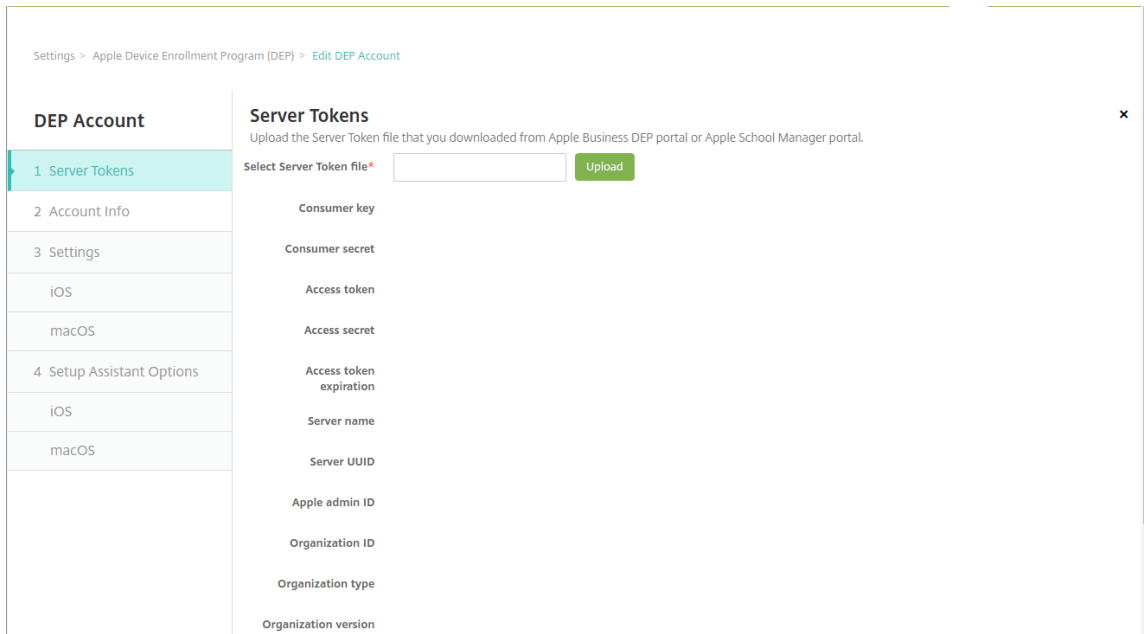 Settings > Apple Device Enrollment Program (DEP) > Edit DEP Account
DEP Account
1 Server Tokens
2 Account Info
3 Settings
iOS
macOS
4 Setup Assistant Options
iOS
macOS
Server Tokens
×
Upload the Server Token file that you downloaded from Apple Business DEP portal or Apple School Manager portal.
Select Server Token file*
Upload
Consumer key
Consumer secret
Access token
Access secret
Access token
expiration
Server name
Server UUID
Apple admin ID
Organization ID
Organization type
Organization version